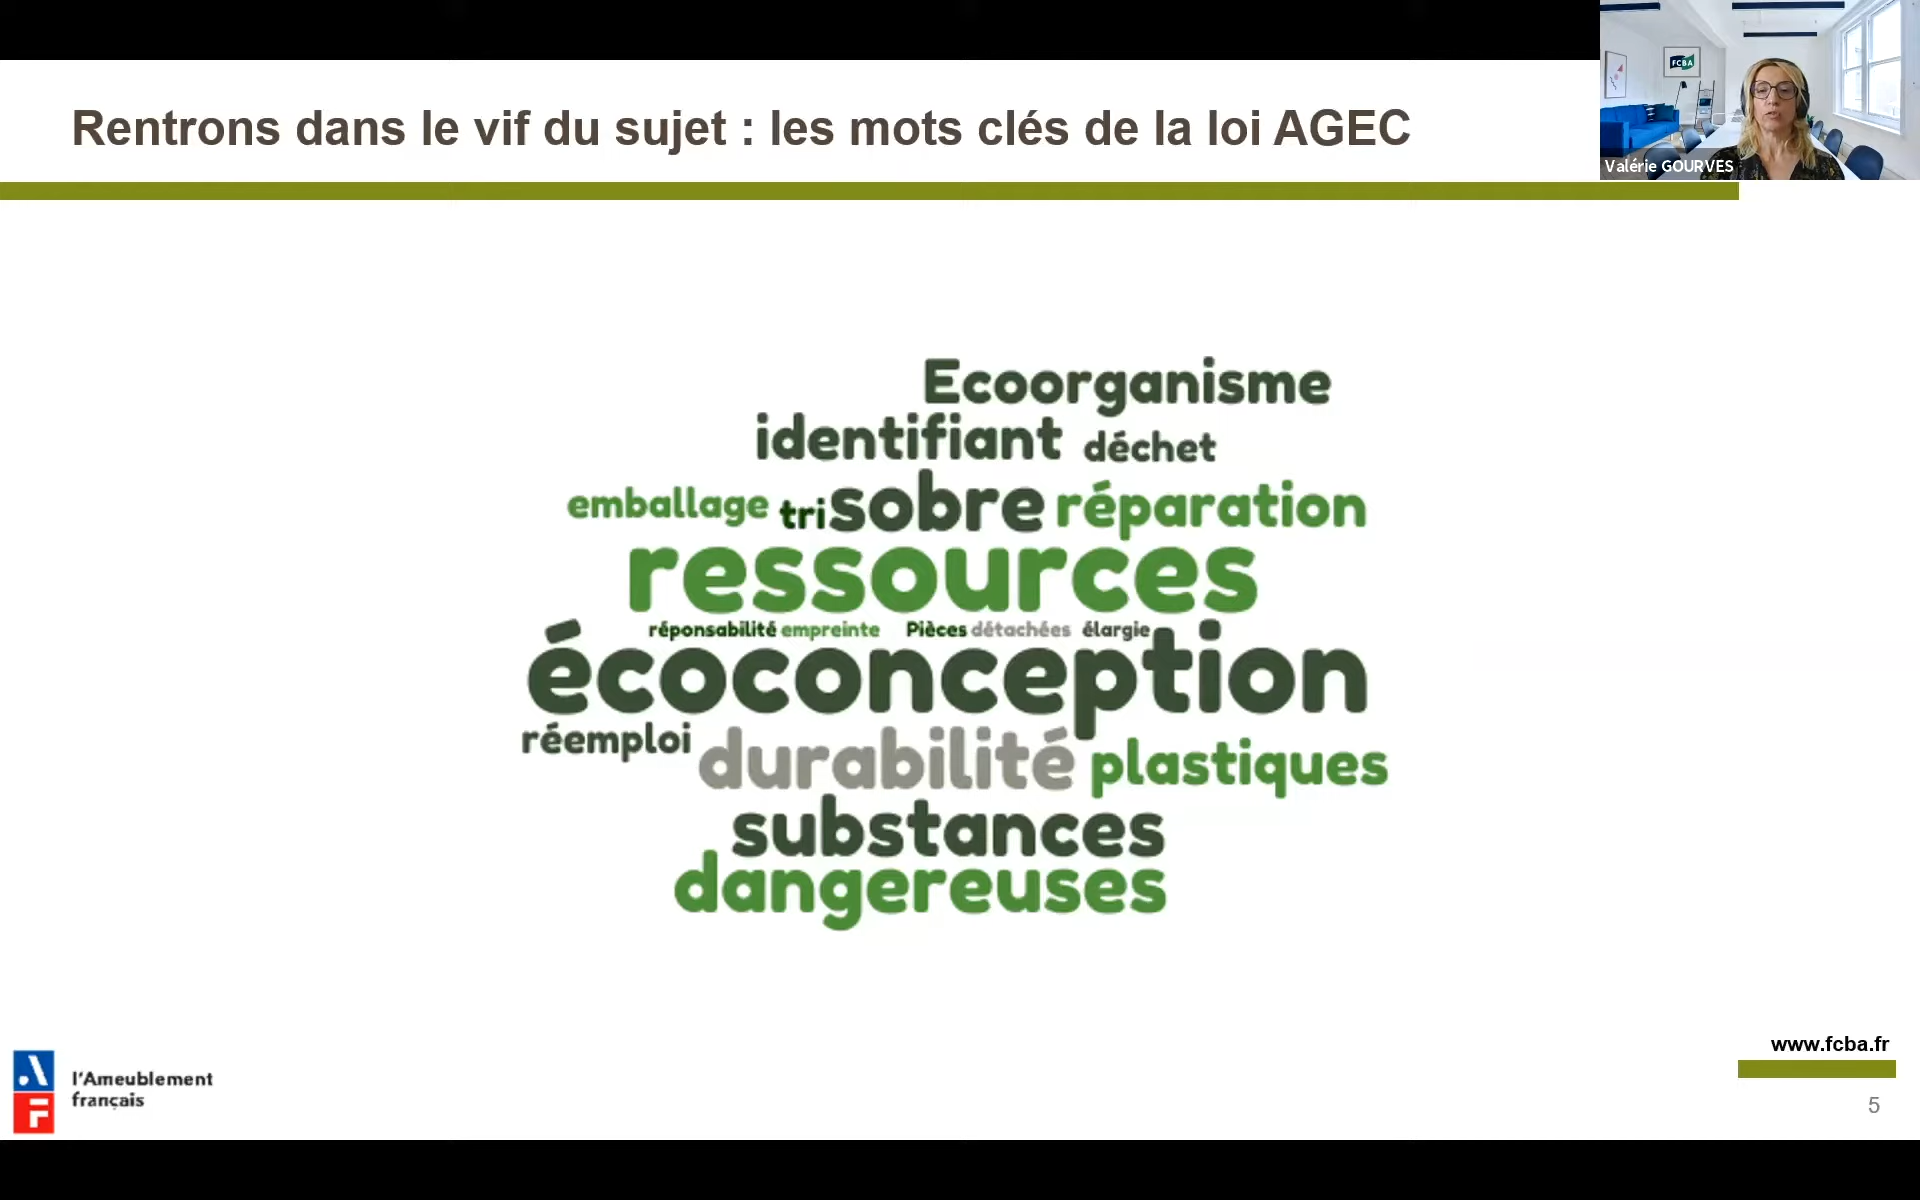 Rentrons dans le vif du sujet : les mots clés de la loi AGEC
FCBA
Valérie GOURVES
Ecoorganisme
identifiant déchet
emballage tri sobre réparation
ressources
réponsabilité empreinte Pièces détachées élargie
écoconception
réemploi durabilité plastiques
substances
dangereuses
AF
l'Ameublement
français
www.fcba.fr
5